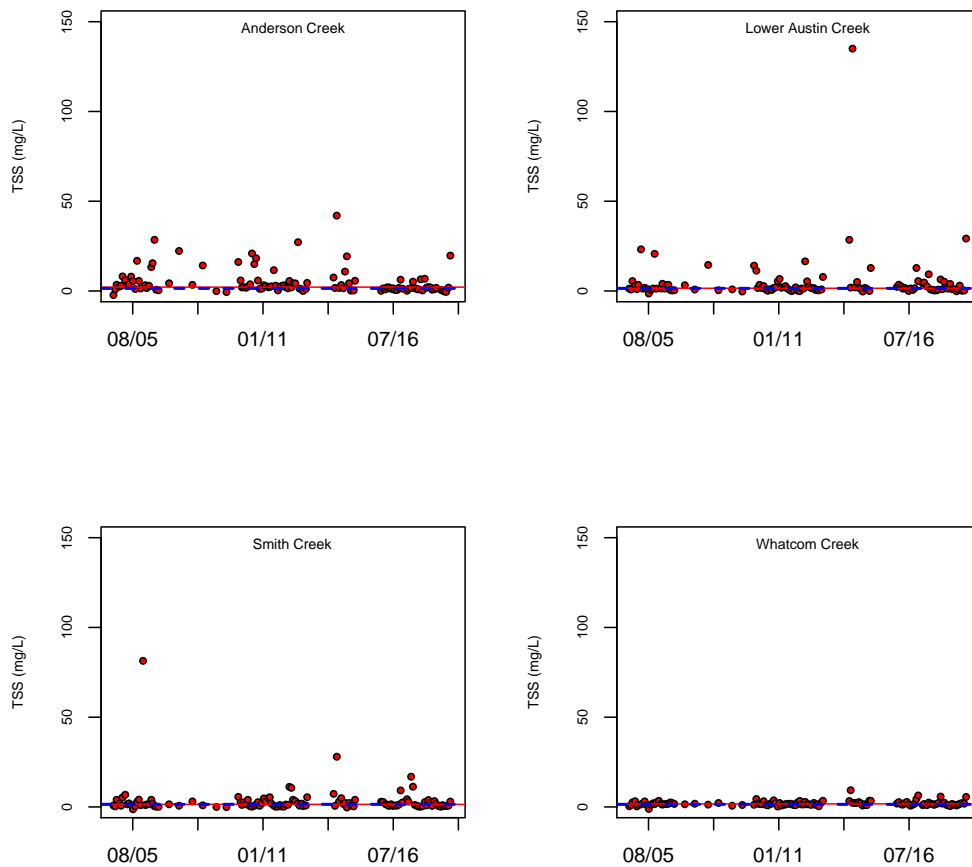 Anderson Creek
TSS (mg/L)
150
100
50
0
08/05 01/11 07/16
Lower Austin Creek
TSS (mg/L)
150
100
50
0
08/05 01/11 07/16
Smith Creek
TSS (mg/L)
150
100
50
0
08/05 01/11 07/16
Whatcom Creek
TSS (mg/L)
150
100
50
0
08/05 01/11 07/16